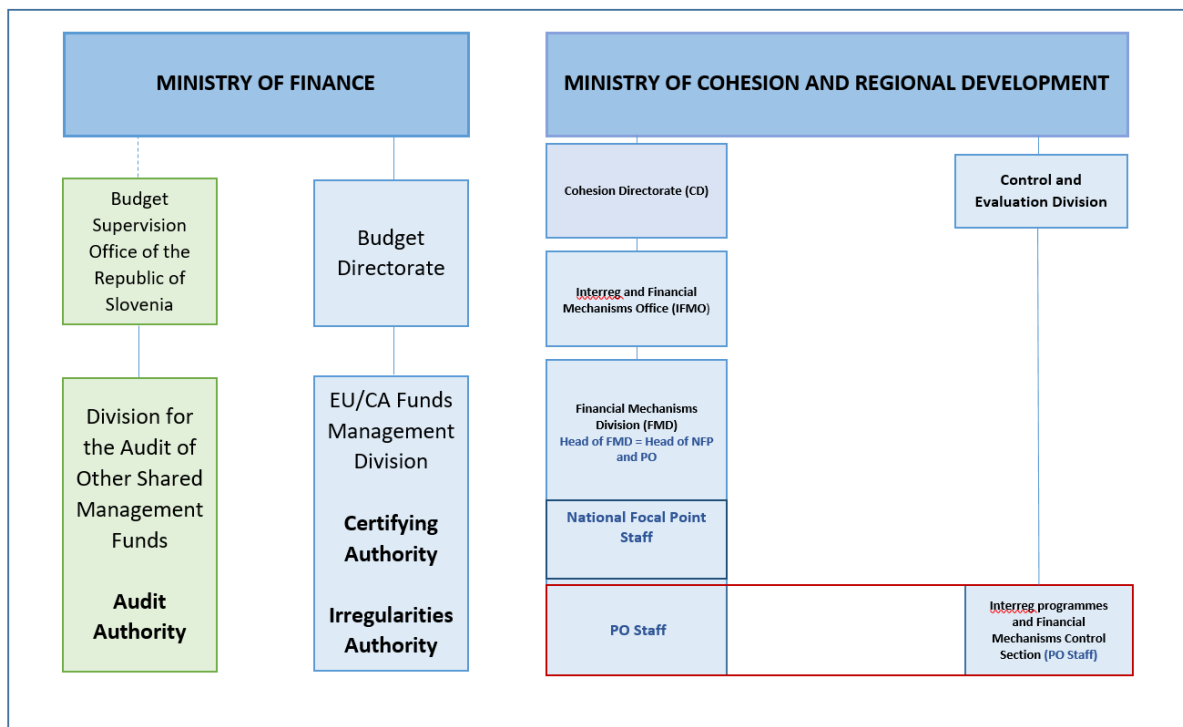 MINISTRY OF FINANCE
Budget
Supervision
Office of the
Republic of
Slovenia
Division for
the Audit of
Other Shared
Management
Funds
Audit
Authority
Budget
Directorate
EU/CA Funds
Management
Division
Certifying
Authority
Irregularities
Authority
MINISTRY OF COHESION AND REGIONAL DEVELOPMENT
Cohesion Directorate (CD)
Interreg and Financial
Mechanisms Office (IFMO)
Financial Mechanisms
Division (FMD)
Head of FMD = Head of NFP
and PO
National Focal Point
Staff
PO Staff
Control and
Evaluation Division
Interreg programmes
and Financial
Mechanisms Control
Section (PO Staff)